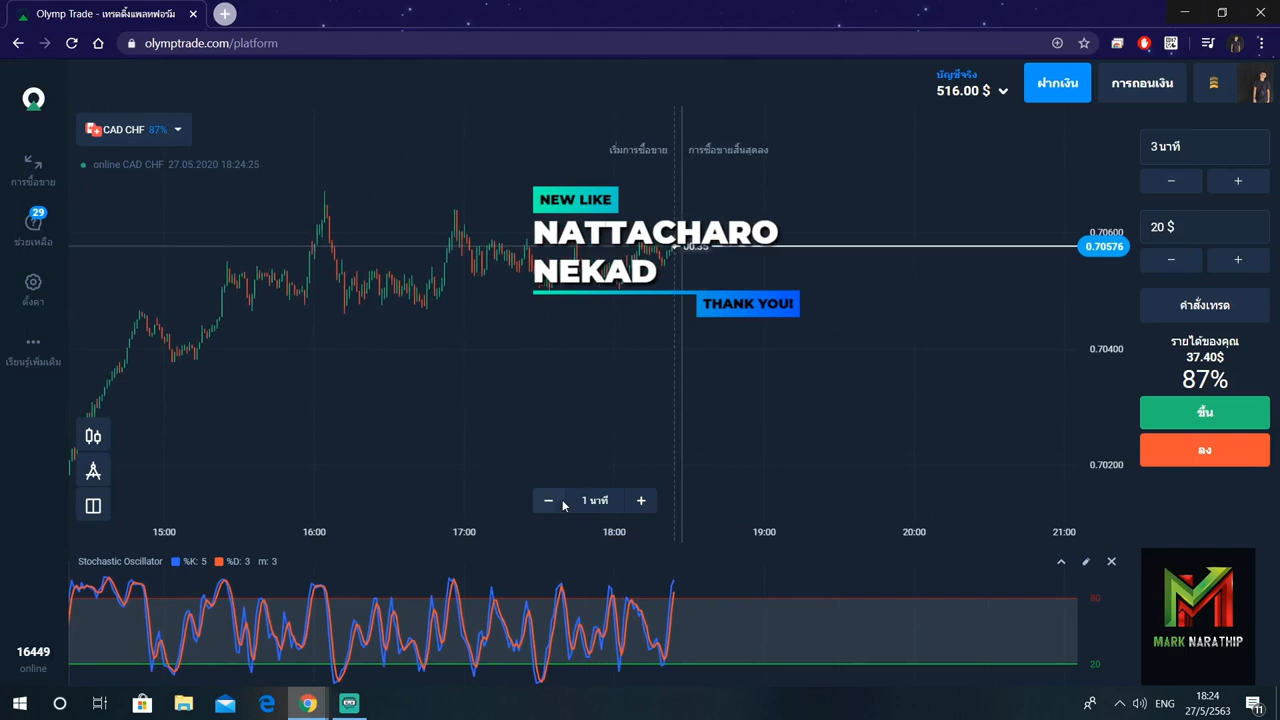 Olymp Trade - เทรดดิ้งแพลทฟอร์ม
olymptrade.com/platform
บัญชีจริง
516.00 $
ฝากเงิน
การถอนเงิน
CAD CHF 87%
online CAD CHF 27.05.2020 18:24:25
การซื้อขาย
29
ช่วยเหลือ
ตั้งค่า
เรียนรู้เพิ่มเติม
เริ่มการซื้อขาย
การซื้อขายสิ้นสุดลง
NEW LIKE
NATTACHARO
NEKAD
THANK YOU!
00:35
0.70600
0.70576
0.70400
0.70200
3 นาที
− +
20 $
− +
คำสั่งเทรด
รายได้ของคุณ
37.40$
87%
ขึ้น
ลง
− 1 นาที +
15:00 16:00 17:00 18:00 19:00 20:00 21:00
Stochastic Oscillator %K: 5 %D: 3 m: 3
80
20
MARK NARATHIP
16449
online
ENG
18:24
27/5/2563
11